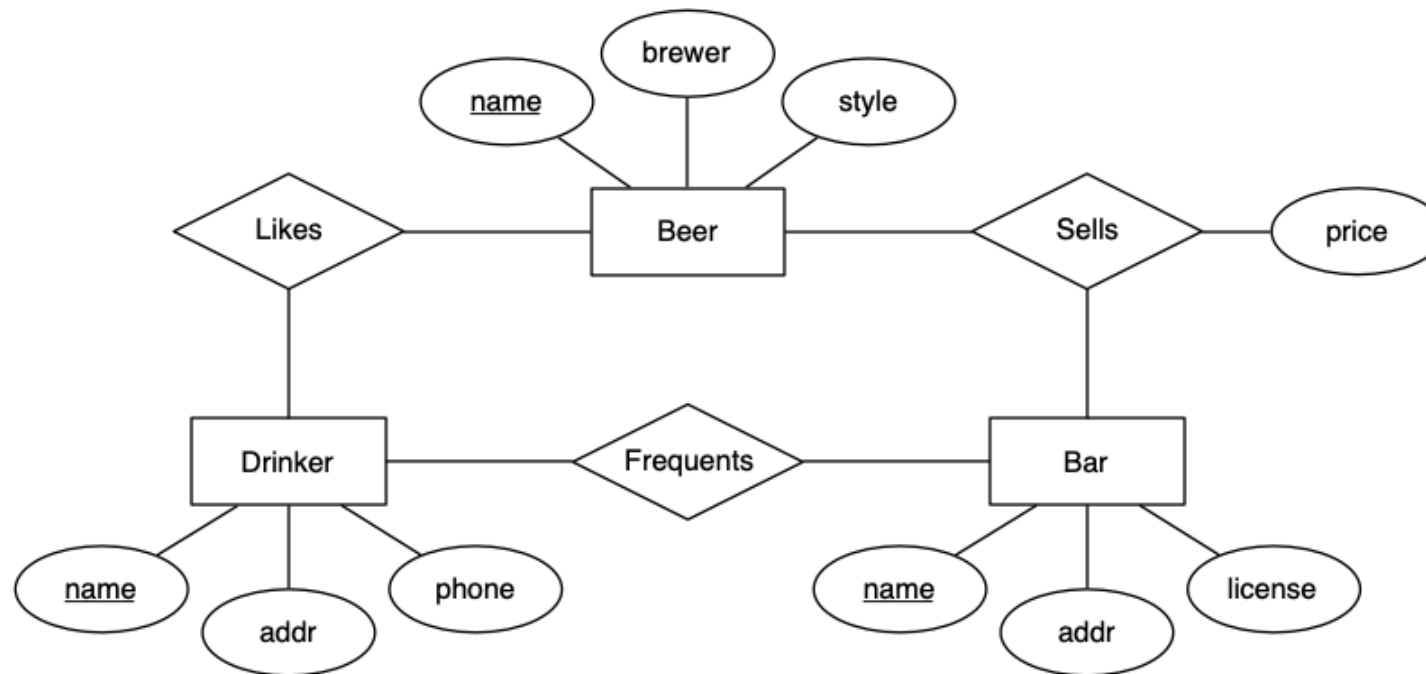 brewer
name
style
Likes
Beer
Sells
price
Drinker
Frequents
Bar
name
phone
addr
name
license
addr